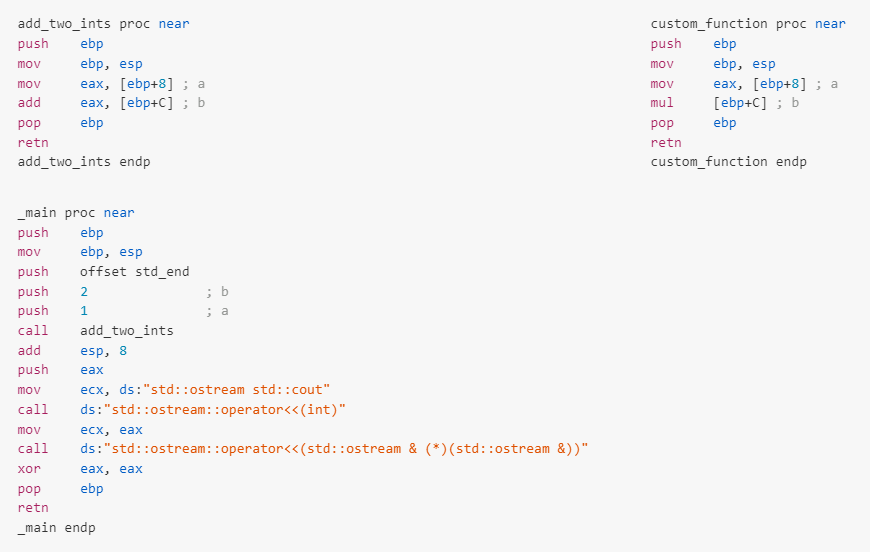 add_two_ints proc near
push ebp
mov ebp, esp
mov eax, [ebp+8] ; a
add eax, [ebp+C] ; b
pop ebp
retn
add_two_ints endp
custom_function proc near
push ebp
mov ebp, esp
mov eax, [ebp+8] ; a
mul [ebp+C] ; b
pop ebp
retn
custom_function endp
_main proc near
push ebp
mov ebp, esp
push offset std_end
push 2 ; b
push 1 ; a
call add_two_ints
add esp, 8
push eax
mov ecx, ds:"std::ostream std::cout"
call ds:"std::ostream::operator<<(int)"
mov ecx, eax
call ds:"std::ostream::operator<<(std::ostream & (*)(std::ostream &))"
xor eax, eax
pop ebp
retn
_main endp